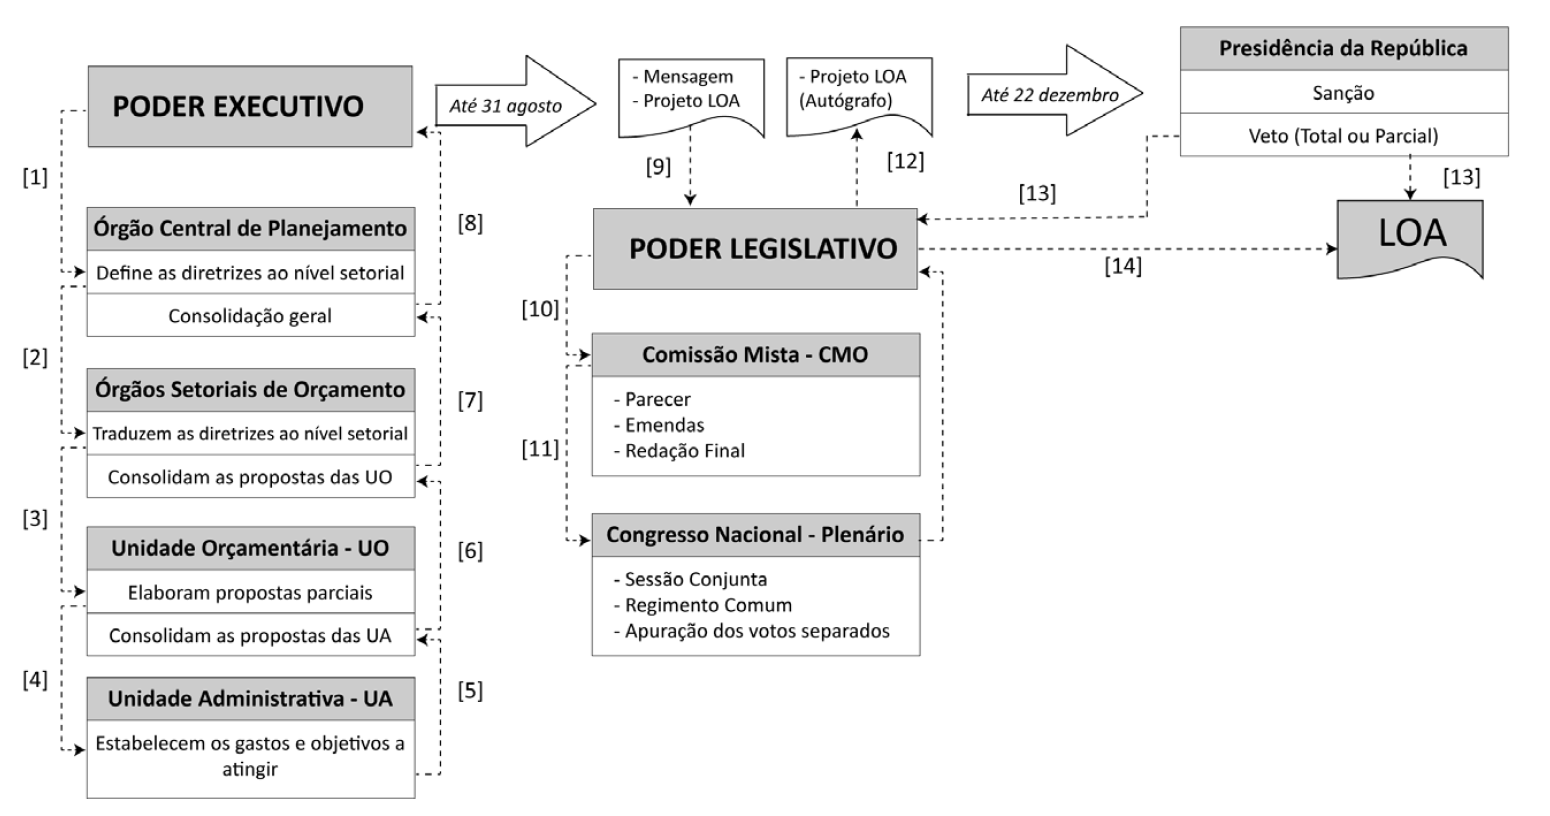 PODER EXECUTIVO
Até 31 agosto
- Mensagem
- Projeto LOA
- Projeto LOA
(Autógrafo)
Até 22 dezembro
Presidência da República
Sanção
Veto (Total ou Parcial)
[1]
[8]
[9]
[12]
[13]
[13]
Órgão Central de Planejamento
Define as diretrizes ao nível setorial
Consolidação geral
PODER LEGISLATIVO
[14]
LOA
[2]
[7]
[10]
Órgãos Setoriais de Orçamento
Traduzem as diretrizes ao nível setorial
Consolidam as propostas das UO
Comissão Mista - CMO
- Parecer
- Emendas
- Redação Final
[3]
[6]
[11]
Unidade Orçamentária - UO
Elaboram propostas parciais
Consolidam as propostas das UA
Congresso Nacional - Plenário
- Sessão Conjunta
- Regimento Comum
- Apuração dos votos separados
[4]
[5]
Unidade Administrativa - UA
Estabelecem os gastos e objetivos a
atingir